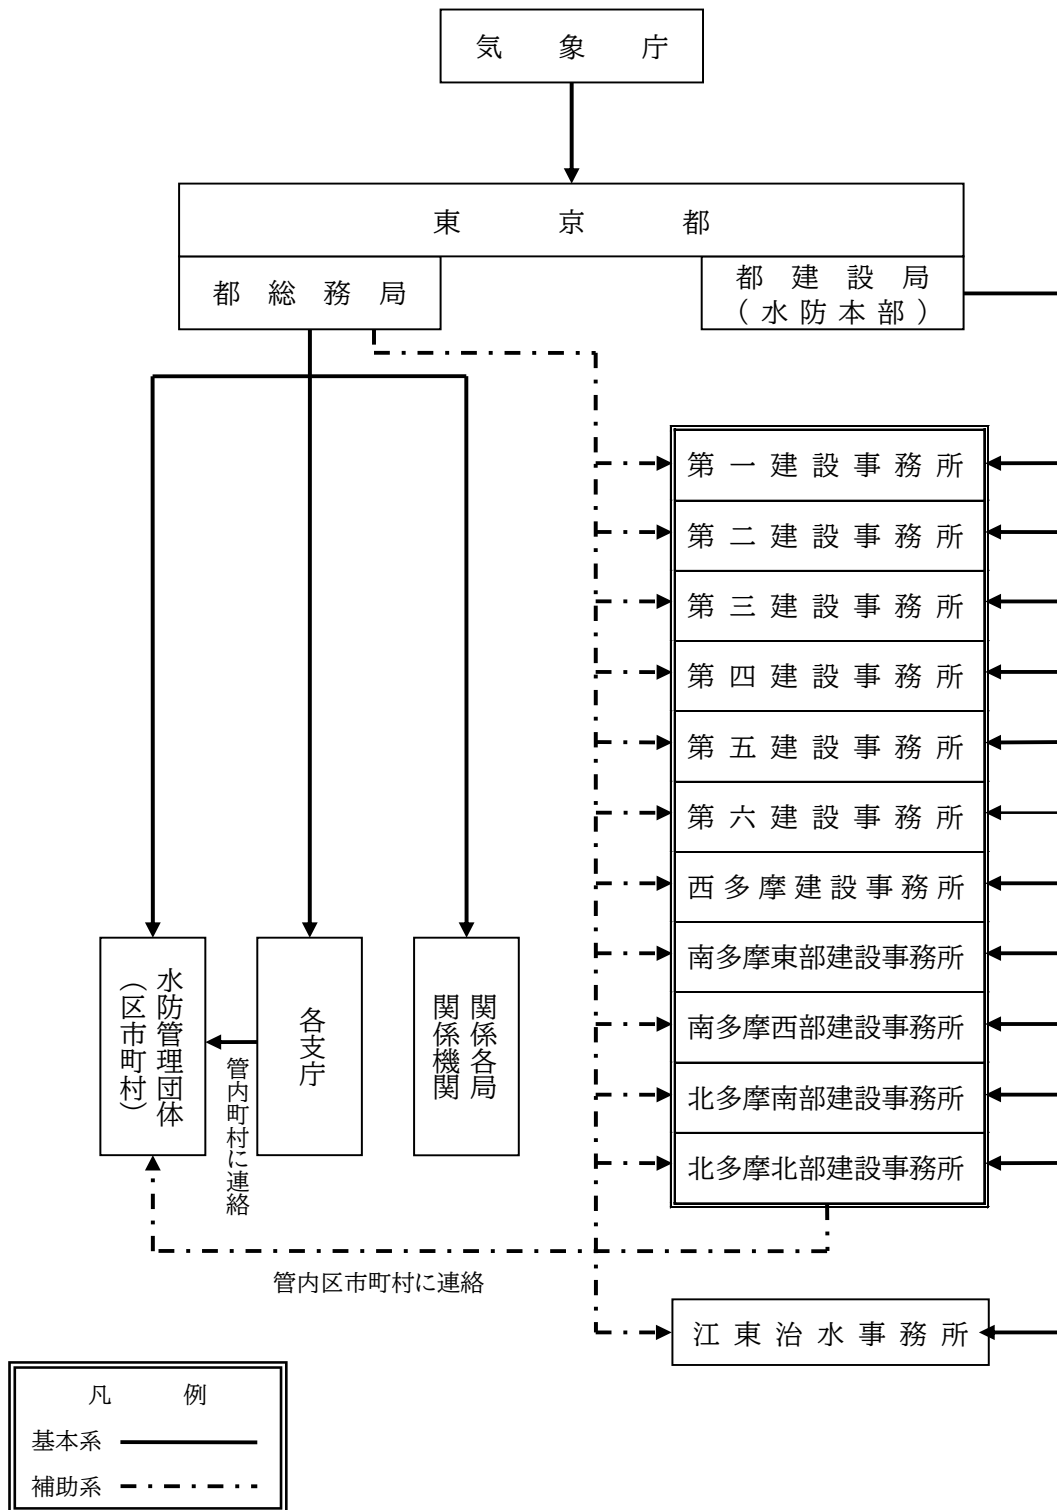 気象庁
東京都
都総務局
都建設局
（水防本部）
第一建設事務所
第二建設事務所
第三建設事務所
第四建設事務所
第五建設事務所
第六建設事務所
西多摩建設事務所
南多摩東部建設事務所
南多摩西部建設事務所
北多摩南部建設事務所
北多摩北部建設事務所
水防管理団体
（区市町村）
管内町村に連絡
各支庁
関係各局
関係機関
管内区市町村に連絡
江東治水事務所
凡例
基本系
補助系